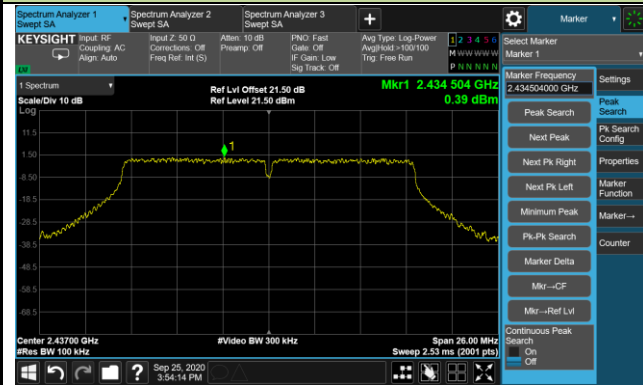 Spectrum Analyzer 1
Swept SA
Spectrum Analyzer 2
Swept SA
Spectrum Analyzer 3
Swept SA
+
Marker
KEYSIGHT
Input: RF
Coupling: AC
Align: Auto
Input Z: 50 Ω
Corrections: Off
Freq Ref: Int (S)
Atten: 10 dB
Preamp: Off
PNO: Fast
Gate: Off
IF Gain: Low
Sig Track: Off
Avg Type: Log-Power
Avg|Hold:>100/100
Trig: Free Run
1 2 3 4 5 6
M W W W W W
P N N N N N
LXI
Select Marker
Marker 1
1 Spectrum
Scale/Div 10 dB
Log
Ref Lvl Offset 21.50 dB
Ref Level 21.50 dBm
Mkr1 2.434 504 GHz
0.39 dBm
11.5
1.50
-8.50
-18.5
-28.5
-38.5
-48.5
-58.5
-68.5
1
Center 2.43700 GHz
#Res BW 100 kHz
#Video BW 300 kHz
Span 26.00 MHz
Sweep 2.53 ms (2001 pts)
Marker Frequency
2.434504000 GHz
Peak Search
Next Peak
Next Pk Right
Next Pk Left
Minimum Peak
Pk-Pk Search
Marker Delta
Mkr→CF
Mkr→Ref Lvl
Continuous Peak
Search
On
Off
Settings
Peak
Search
Pk Search
Config
Properties
Marker
Function
Marker→
Counter
?
Sep 25, 2020
3:54:14 PM